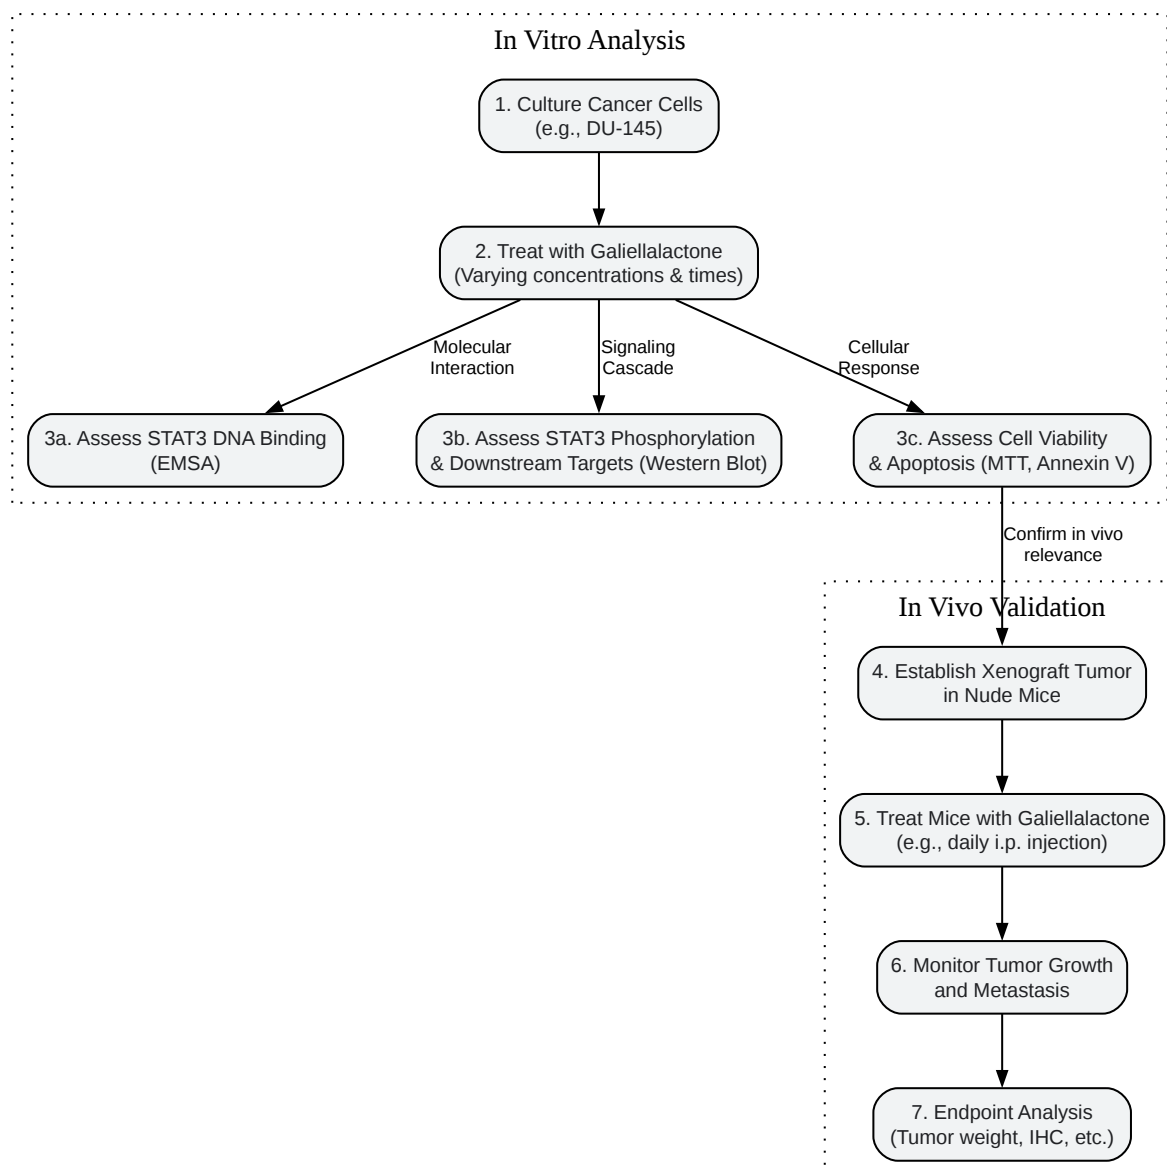 In Vitro Analysis
1. Culture Cancer Cells
(e.g., DU-145)
2. Treat with Galiellalactone
(Varying concentrations & times)
Molecular
Interaction
Signaling
Cascade
Cellular
Response
3a. Assess STAT3 DNA Binding
(EMSA)
3b. Assess STAT3 Phosphorylation
& Downstream Targets (Western Blot)
3c. Assess Cell Viability
& Apoptosis (MTT, Annexin V)
Confirm in vivo
relevance
In Vivo Validation
4. Establish Xenograft Tumor
in Nude Mice
5. Treat Mice with Galiellalactone
(e.g., daily i.p. injection)
6. Monitor Tumor Growth
and Metastasis
7. Endpoint Analysis
(Tumor weight, IHC, etc.)